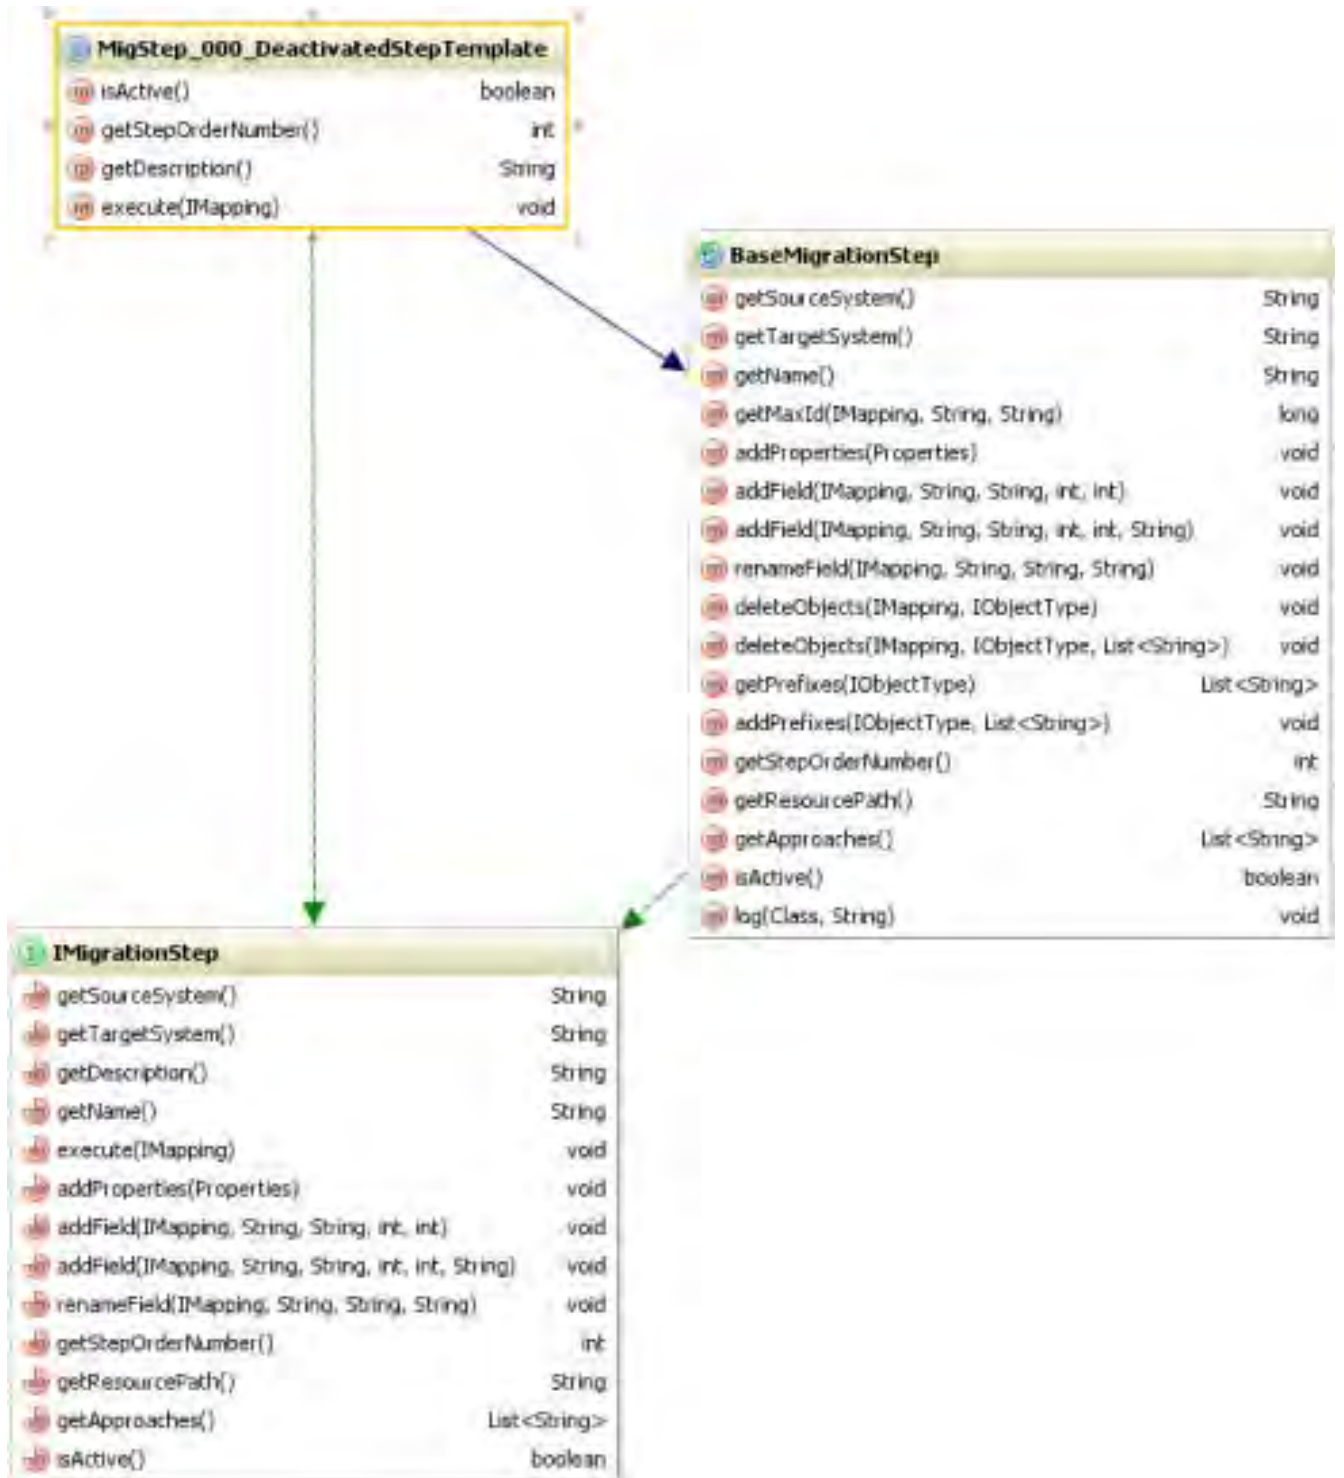 MigStep_000_DeactivatedStepTemplate
isActive() boolean
getStepOrderNumber() int
getDescription() String
execute(IMapping) void
BaseMigrationStep
getSourceSystem() String
getTargetSystem() String
getName() String
getMaxId(IMapping, String, String) long
addProperties(Properties) void
addField(IMapping, String, String, int, int) void
addField(IMapping, String, String, int, int, String) void
renameField(IMapping, String, String, String) void
deleteObjects(IMapping, IObjectType) void
deleteObjects(IMapping, IObjectType, List<String>) void
getPrefixes(IObjectType) List<String>
addPrefixes(IObjectType, List<String>) void
getStepOrderNumber() int
getResourcePath() String
getApproaches() List<String>
isActive() boolean
log(Class, String) void
IMigrationStep
getSourceSystem() String
getTargetSystem() String
getDescription() String
getName() String
execute(IMapping) void
addProperties(Properties) void
addField(IMapping, String, String, int, int) void
addField(IMapping, String, String, int, int, String) void
renameField(IMapping, String, String, String) void
getStepOrderNumber() int
getResourcePath() String
getApproaches() List<String>
isActive() boolean